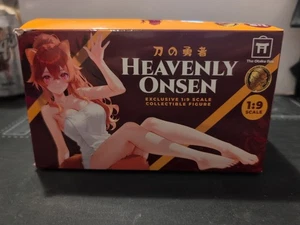 刀の勇者
HEAVENLY
ONSEN
EXCLUSIVE 1:9 SCALE
COLLECTIBLE FIGURE
1:9
SCALE